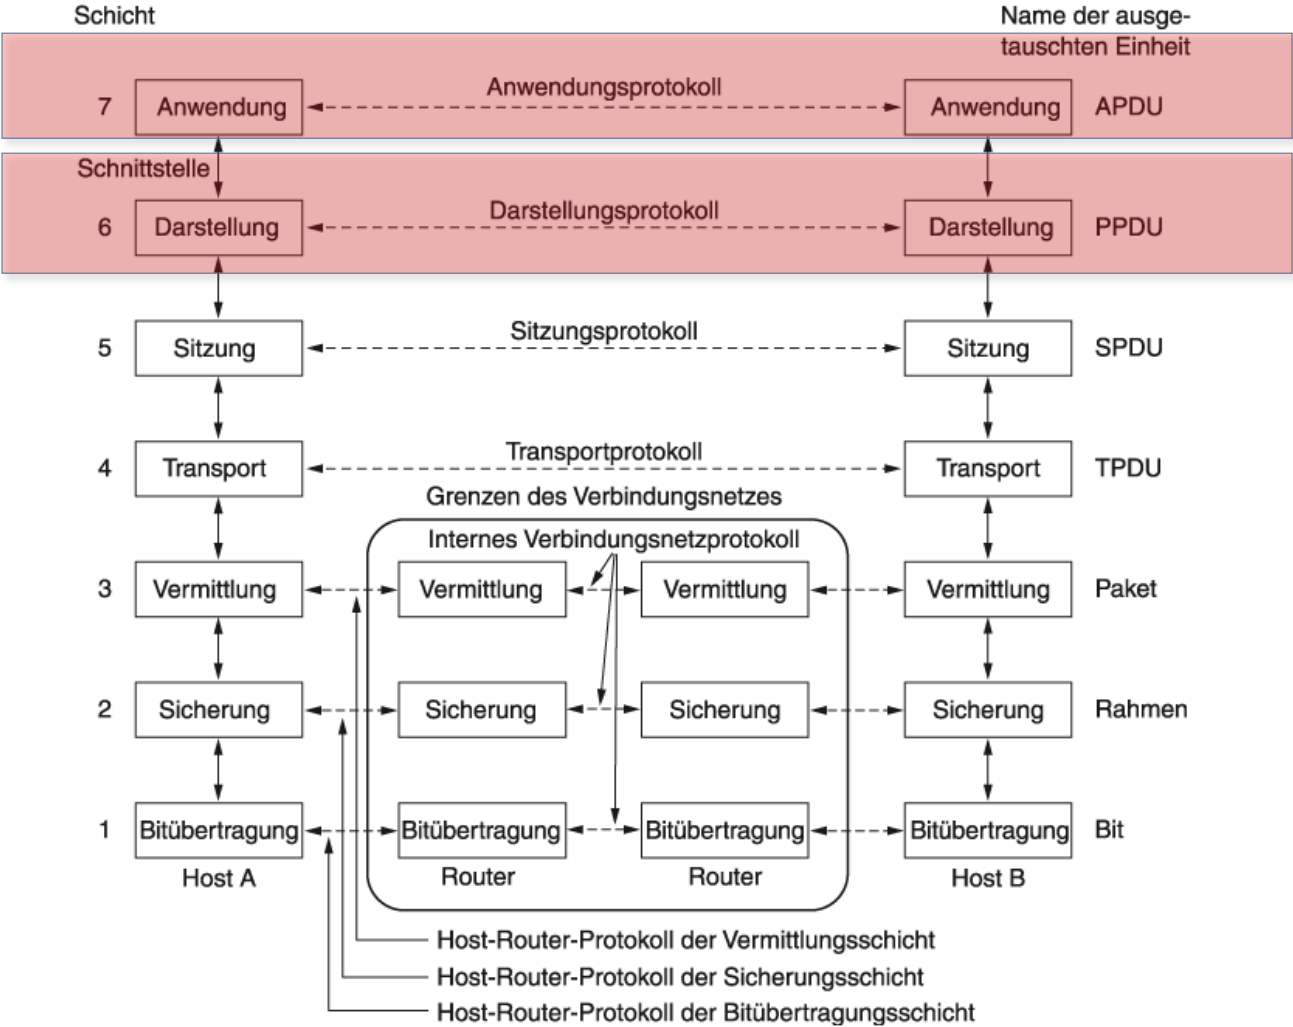 Schicht
Name der ausge-
tauschten Einheit
7 Anwendung Anwendungsprotokoll Anwendung APDU
Schnittstelle
6 Darstellung Darstellungsprotokoll Darstellung PPDU
5 Sitzung Sitzungsprotokoll Sitzung SPDU
4 Transport Transportprotokoll Transport TPDU
Grenzen des Verbindungsnetzes
Internes Verbindungsnetzprotokoll
3 Vermittlung Vermittlung Vermittlung Vermittlung Paket
2 Sicherung Sicherung Sicherung Sicherung Rahmen
1 Bitübertragung Bitübertragung Bitübertragung Bitübertragung Bit
Host A Router Router Host B
Host-Router-Protokoll der Vermittlungsschicht
Host-Router-Protokoll der Sicherungsschicht
Host-Router-Protokoll der Bitübertragungsschicht